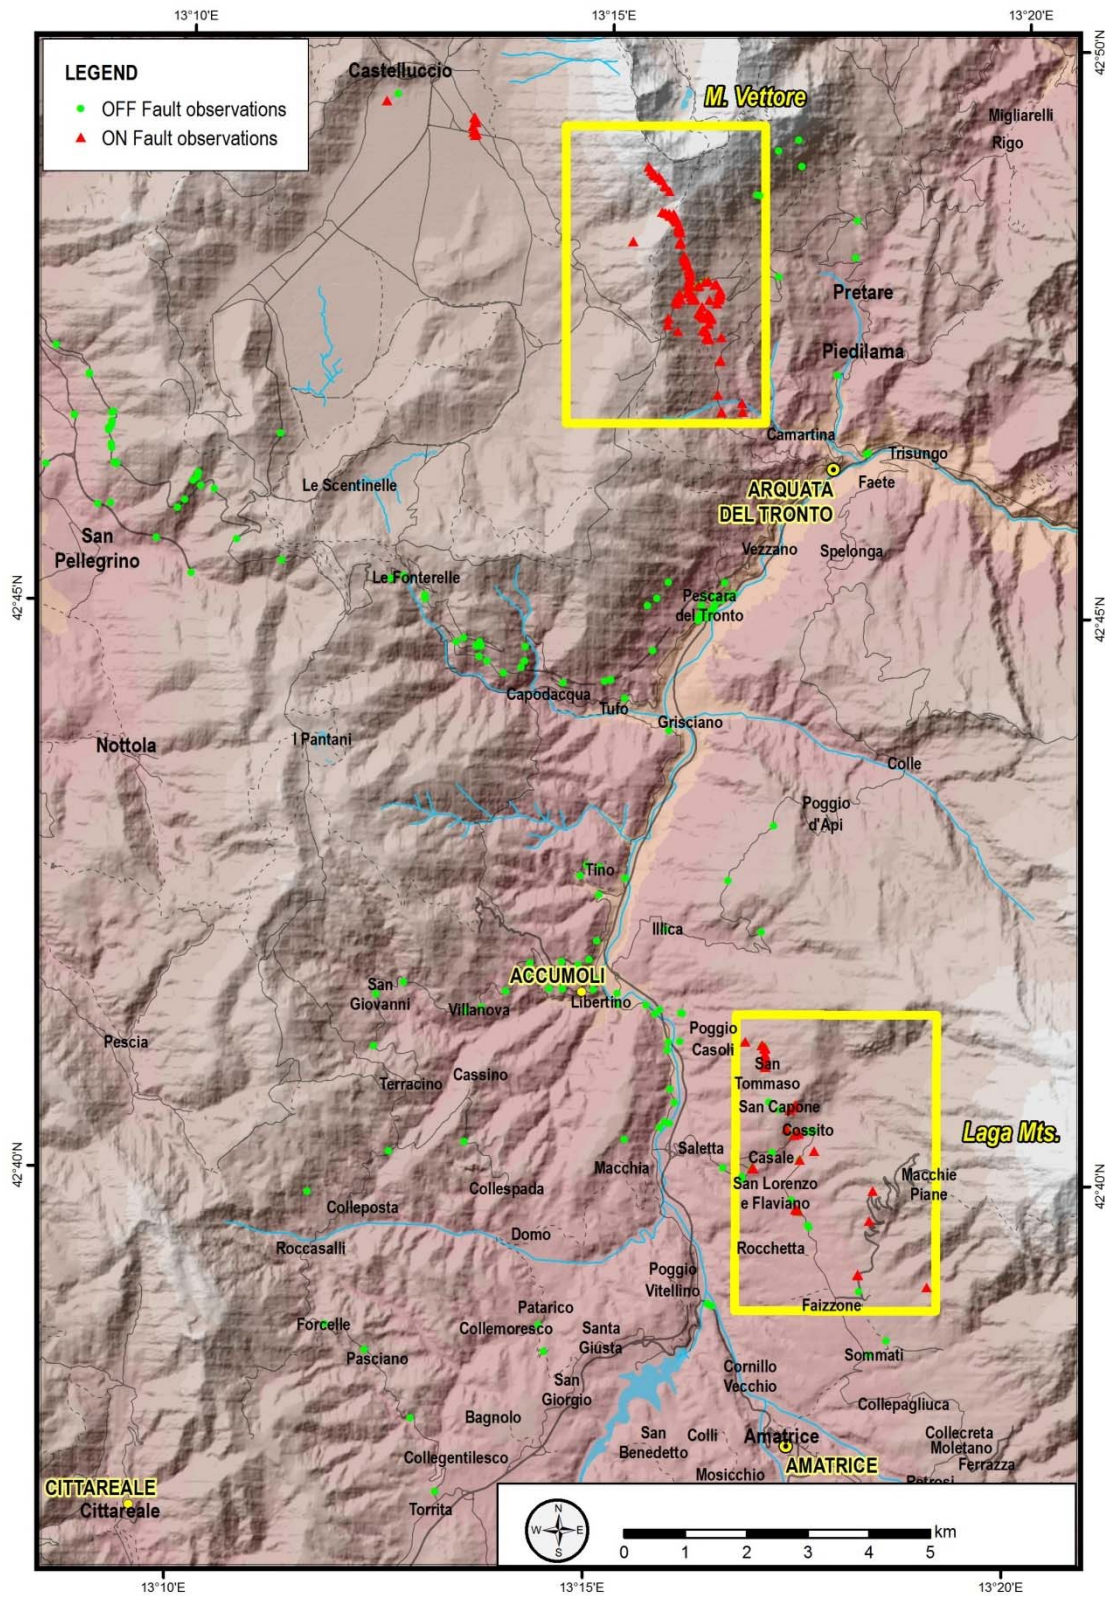 13°10'E
13°15'E
13°20'E
42°50'N
LEGEND
OFF Fault observations
ON Fault observations
Castelluccio
M. Vettore
Migliarelli
Rigo
Pretare
Piedilama
Camartina
Trisungo
Le Scentinelle
ARQUATA
DEL TRONTO
Faete
San
Pellegrino
Vezzano
Spelonga
Le Fonterelle
42°45'N
42°45'N
Pescara
del Tronto
Capodacqua
Tufo
Grisciano
Nottola
I Pantani
Colle
Poggio
d'Api
Tino
Illica
ACCUMOLI
San
Giovanni
Villanova
Libertino
Pescia
Poggio
Casoli
San
Tommaso
Terracino
Cassino
San Capone
Cossito
Laga Mts.
42°40'N
42°40'N
Macchia
Saletta
Casale
Macchie
Piane
San Lorenzo
e Flaviano
Collespada
Colleposta
Domo
Roccasalli
Rocchetta
Poggio
Vitellino
Faizzone
Patarico
Collemoresco
Forcelle
Santa
Giusta
Pasciano
Sommati
Cornillo
Vecchio
San
Giorgio
Collepagliuca
Bagnolo
San
Benedetto
Colli
Amatrice
Collecreta
Moletano
Ferrazza
Collegentilesco
AMATRICE
Mosicchio
Petrosi
CITTAREALE
Cittareale
Torrita
N
W
E
S
km
0
1
2
3
4
5
13°10'E
13°15'E
13°20'E